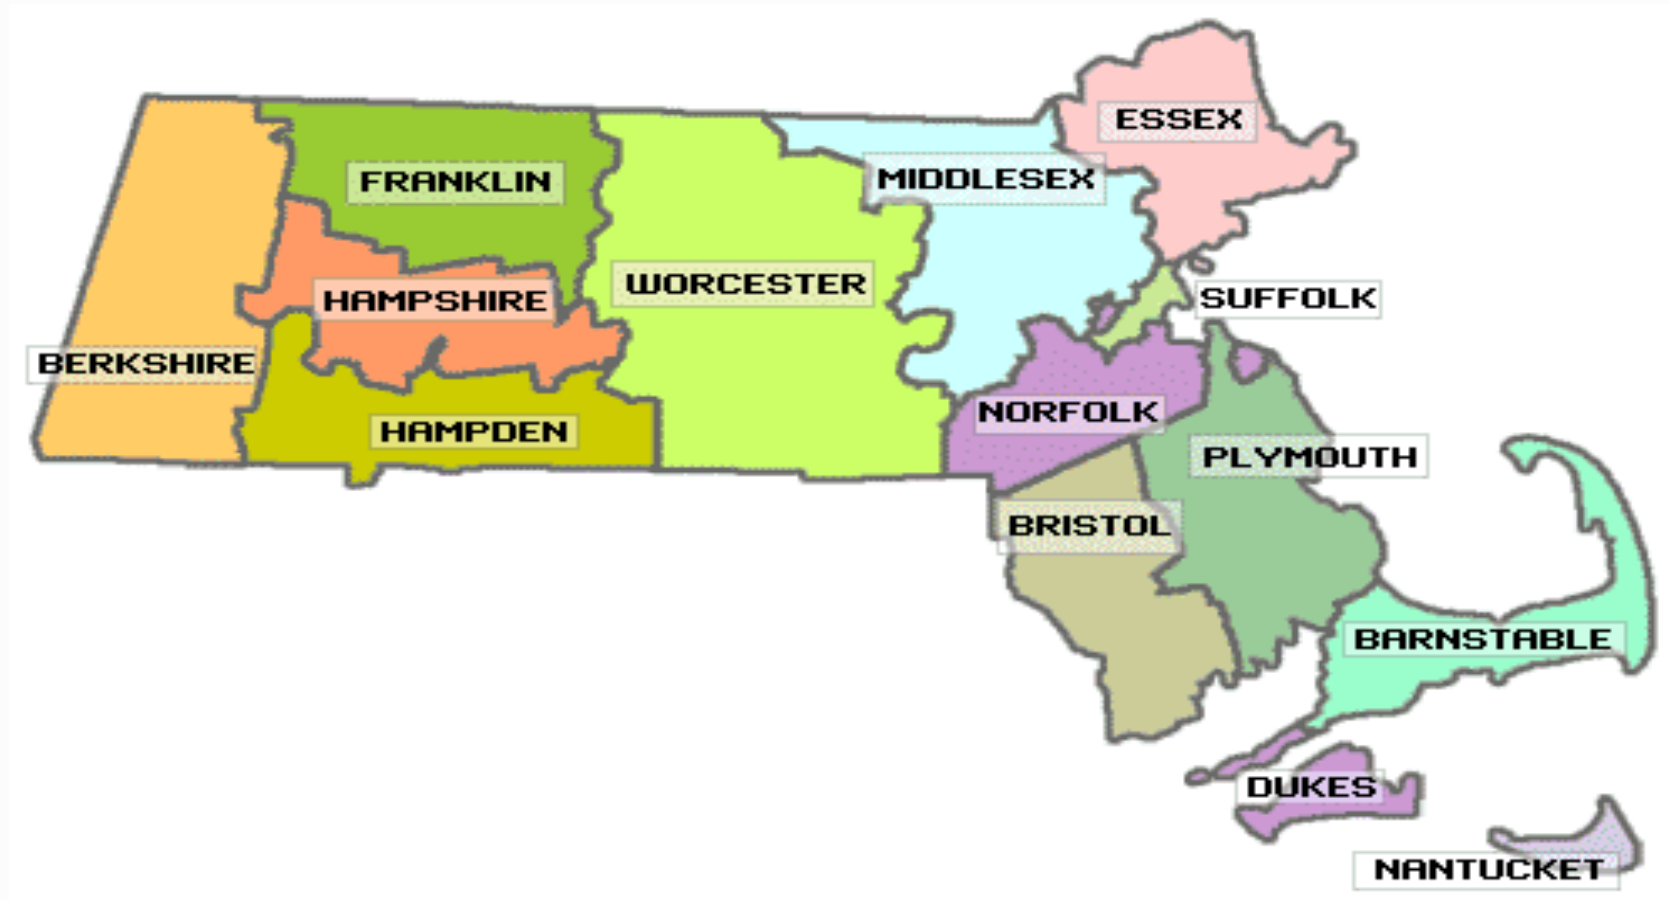 ESSEX
FRANKLIN
MIDDLESEX
WORCESTER
HAMPSHIRE
SUFFOLK
BERKSHIRE
NORFOLK
HAMPDEN
PLYMOUTH
BRISTOL
BARNSTABLE
DUKES
NANTUCKET